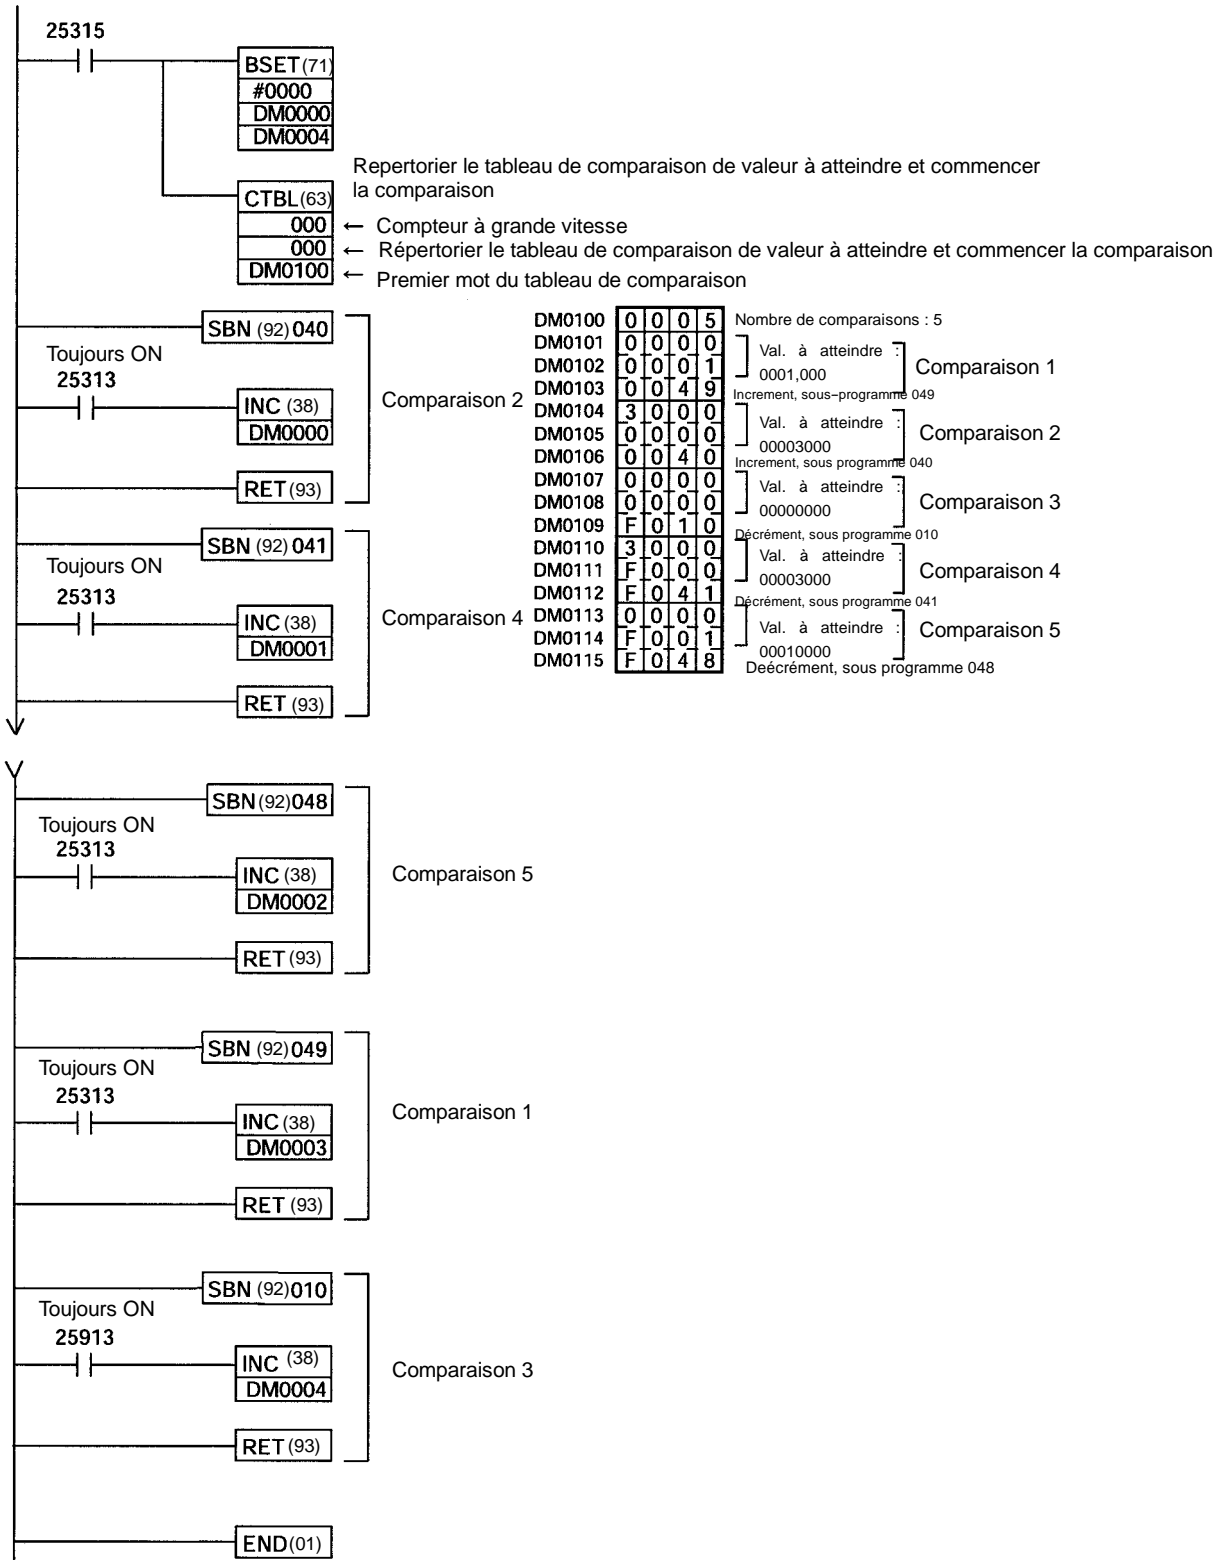 25315
BSET(71)
#0000
DM0000
DM0004
Repertorier le tableau de comparaison de valeur à atteindre et commencer
la comparaison
CTBL(63)
000 ← Compteur à grande vitesse
000 ← Répertorier le tableau de comparaison de valeur à atteindre et commencer la comparaison
DM0100 ← Premier mot du tableau de comparaison
SBN (92) 040
Toujours ON
25313
INC (38)
DM0000
RET (93)
Comparaison 2
SBN (92) 041
Toujours ON
25313
INC (38)
DM0001
RET (93)
Comparaison 4
DM0100 0 0 0 5 Nombre de comparaisons : 5
DM0101 0 0 0 0 Val. à atteindre :
DM0102 0 0 0 1 0001,000 Comparaison 1
DM0103 0 0 4 9 Increment, sous-programme 049
DM0104 3 0 0 0 Val. à atteindre :
DM0105 0 0 0 0 00003000 Comparaison 2
DM0106 0 0 4 0 Increment, sous programme 040
DM0107 0 0 0 0 Val. à atteindre :
DM0108 0 0 0 0 00000000 Comparaison 3
DM0109 F 0 1 0 Décrément, sous programme 010
DM0110 3 0 0 0 Val. à atteindre :
DM0111 F 0 0 0 00003000 Comparaison 4
DM0112 F 0 4 1 Décrément, sous programme 041
DM0113 0 0 0 0 Val. à atteindre :
DM0114 F 0 0 1 00010000 Comparaison 5
DM0115 F 0 4 8 Deécrément, sous programme 048
SBN (92) 048
Toujours ON
25313
INC (38)
DM0002
RET (93)
Comparaison 5
SBN (92) 049
Toujours ON
25313
INC (38)
DM0003
RET (93)
Comparaison 1
SBN (92) 010
Toujours ON
25913
INC (38)
DM0004
RET (93)
Comparaison 3
END(01)